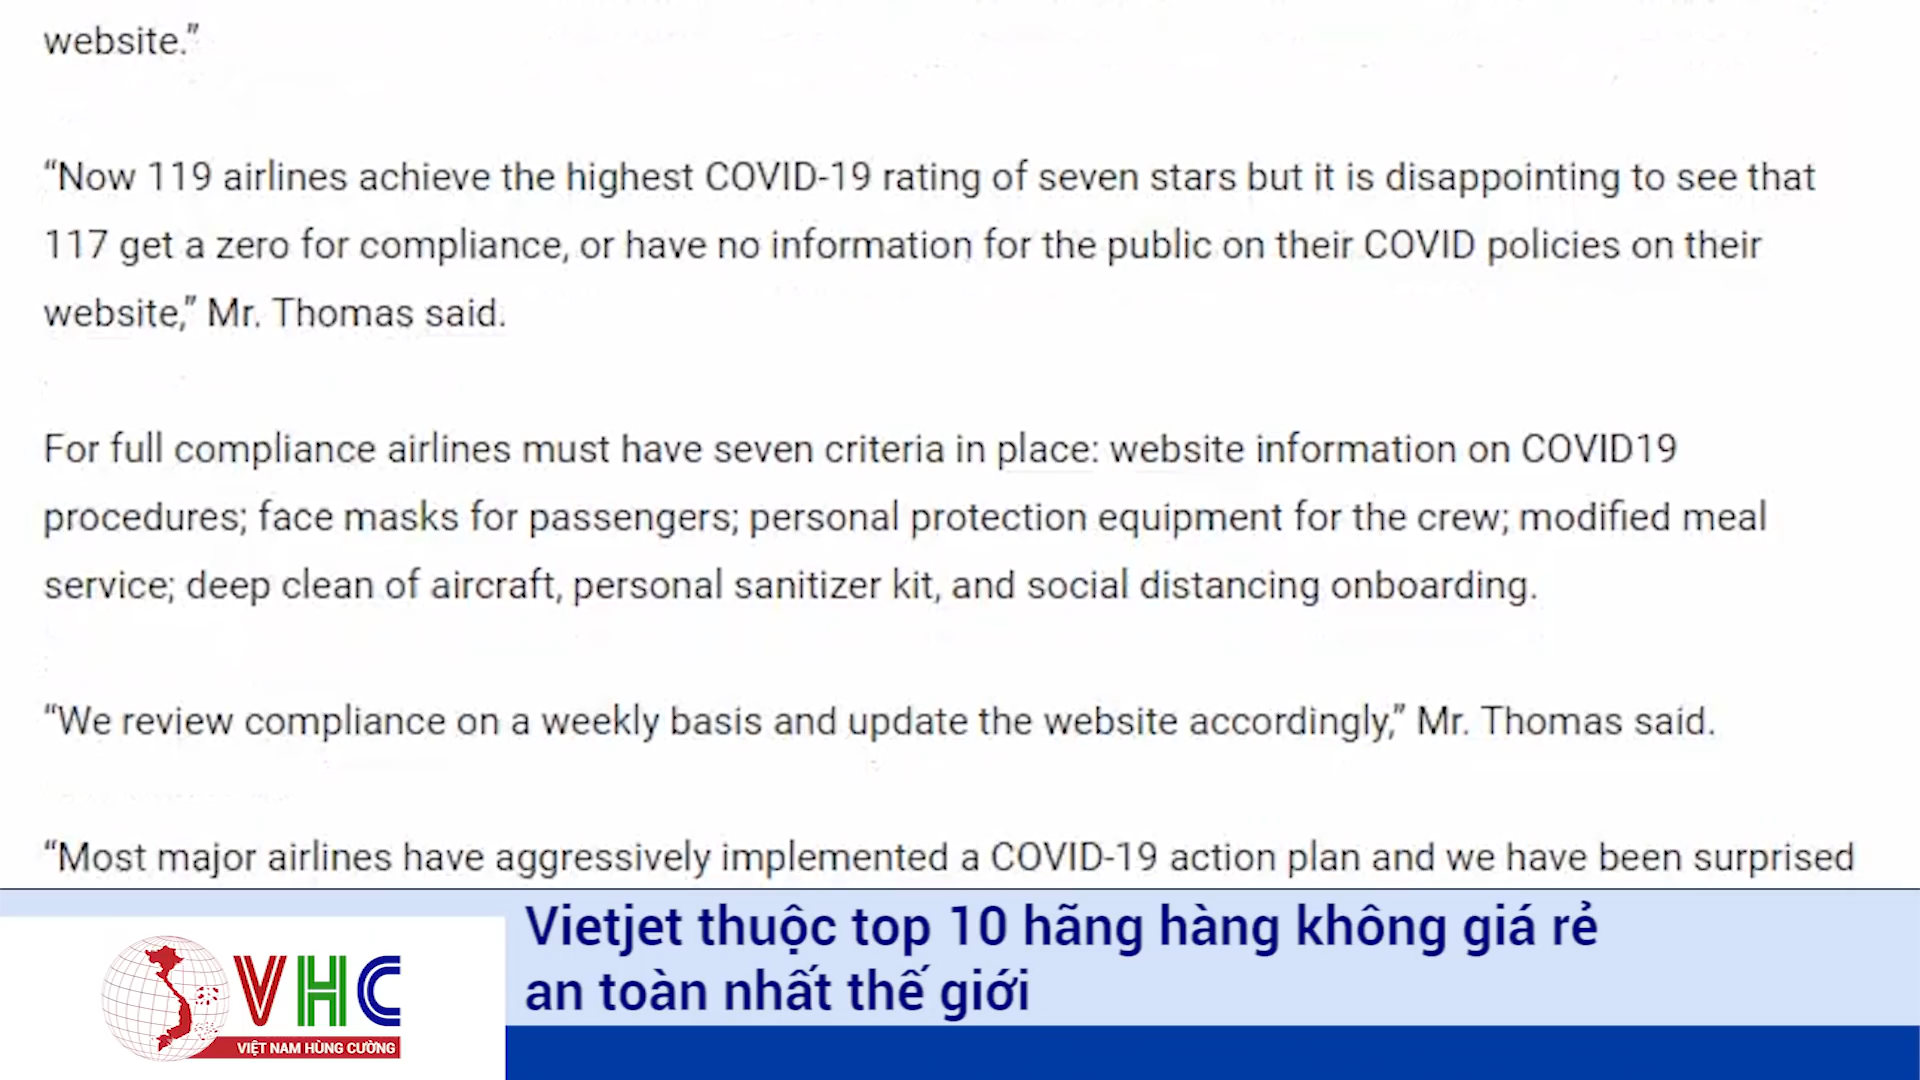 website.”
“Now 119 airlines achieve the highest COVID-19 rating of seven stars but it is disappointing to see that
117 get a zero for compliance, or have no information for the public on their COVID policies on their
website,” Mr. Thomas said.
For full compliance airlines must have seven criteria in place: website information on COVID19
procedures; face masks for passengers; personal protection equipment for the crew; modified meal
service; deep clean of aircraft, personal sanitizer kit, and social distancing onboarding.
“We review compliance on a weekly basis and update the website accordingly,” Mr. Thomas said.
“Most major airlines have aggressively implemented a COVID-19 action plan and we have been surprised
Vietjet thuộc top 10 hãng hàng không giá rẻ
an toàn nhất thế giới
VHC
VIỆT NAM HÙNG CƯỜNG